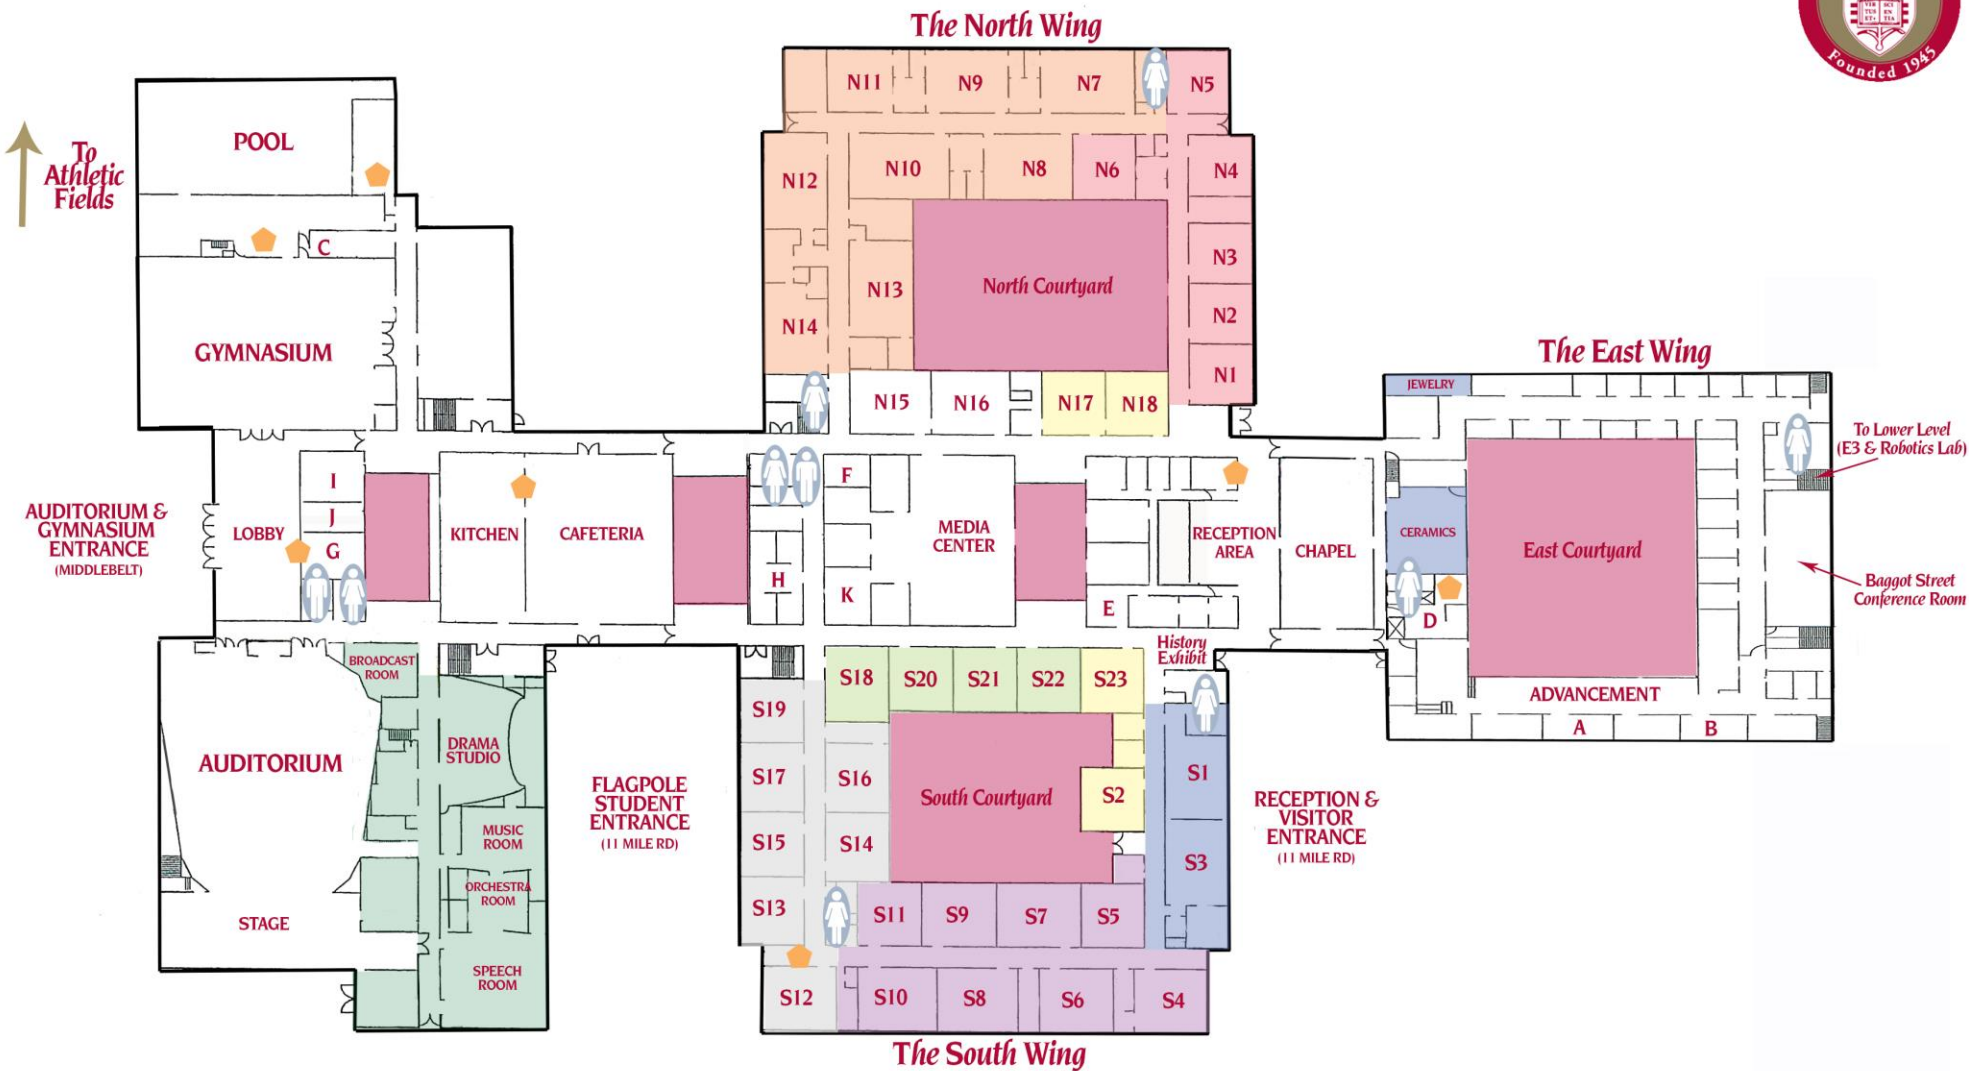 The North Wing
VIR
TUS
ET
SCI
EN
TIA
Founded 1945
To
Athletic
Fields
POOL
C
GYMNASIUM
N11
N9
N7
N5
N12
N10
N8
N6
N4
N3
N13
North Courtyard
N2
N14
N1
N15
N16
N17
N18
The East Wing
JEWELRY
To Lower Level
(E3 & Robotics Lab)
AUDITORIUM &
GYMNASIUM
ENTRANCE
(MIDDLEBELT)
LOBBY
I
J
G
KITCHEN
CAFETERIA
H
F
K
MEDIA
CENTER
E
RECEPTION
AREA
CHAPEL
CERAMICS
D
East Courtyard
Baggot Street
Conference Room
ADVANCEMENT
A
B
History
Exhibit
BROADCAST
ROOM
AUDITORIUM
DRAMA
STUDIO
MUSIC
ROOM
ORCHESTRA
ROOM
STAGE
SPEECH
ROOM
FLAGPOLE
STUDENT
ENTRANCE
(11 MILE RD)
S18
S20
S21
S22
S23
S19
S17
S16
South Courtyard
S2
S1
S15
S14
S3
S13
S11
S9
S7
S5
S12
S10
S8
S6
S4
RECEPTION &
VISITOR
ENTRANCE
(11 MILE RD)
The South Wing